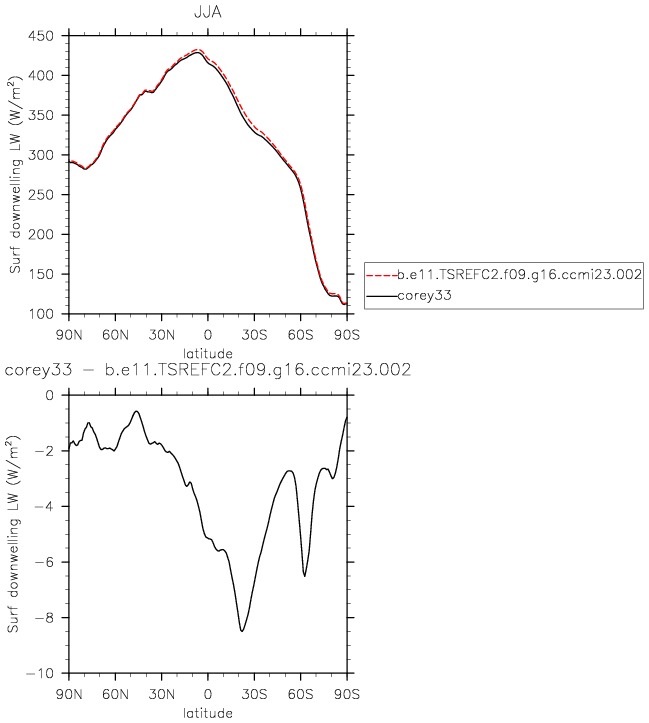 JJA
Surf downwelling LW (W/m²)
450
400
350
300
250
200
150
100
90N 60N 30N 0 30S 60S 90S
latitude
b.e11.TSREFC2.f09.g16.ccmi23.002
corey33
corey33 − b.e11.TSREFC2.f09.g16.ccmi23.002
Surf downwelling LW (W/m²)
0
−2
−4
−6
−8
−10
90N 60N 30N 0 30S 60S 90S
latitude